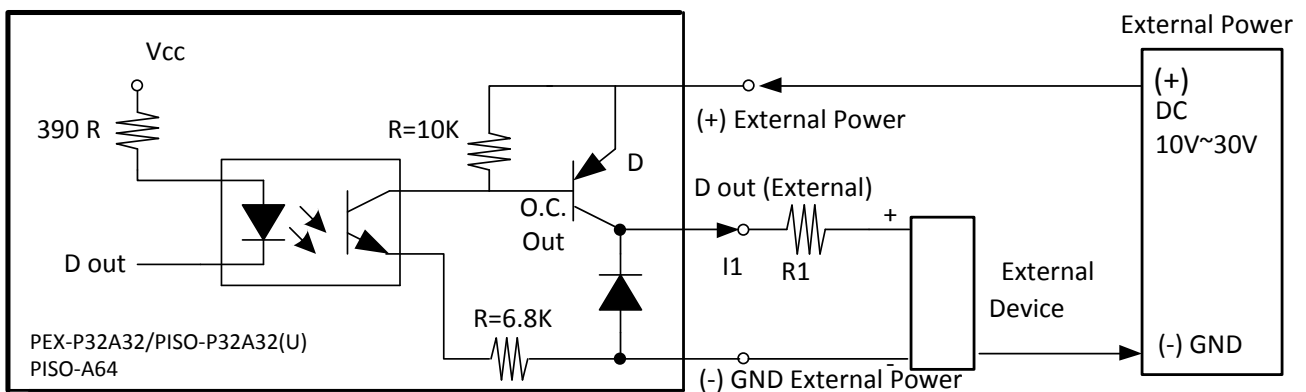 External Power
Vcc
(+)
DC
10V~30V
390 R
R=10K
(+) External Power
D
D out (External)
O.C.
Out
+
D out
I1
R1
External
Device
R=6.8K
PEX-P32A32/PISO-P32A32(U)
PISO-A64
-
(-) GND
(-) GND External Power